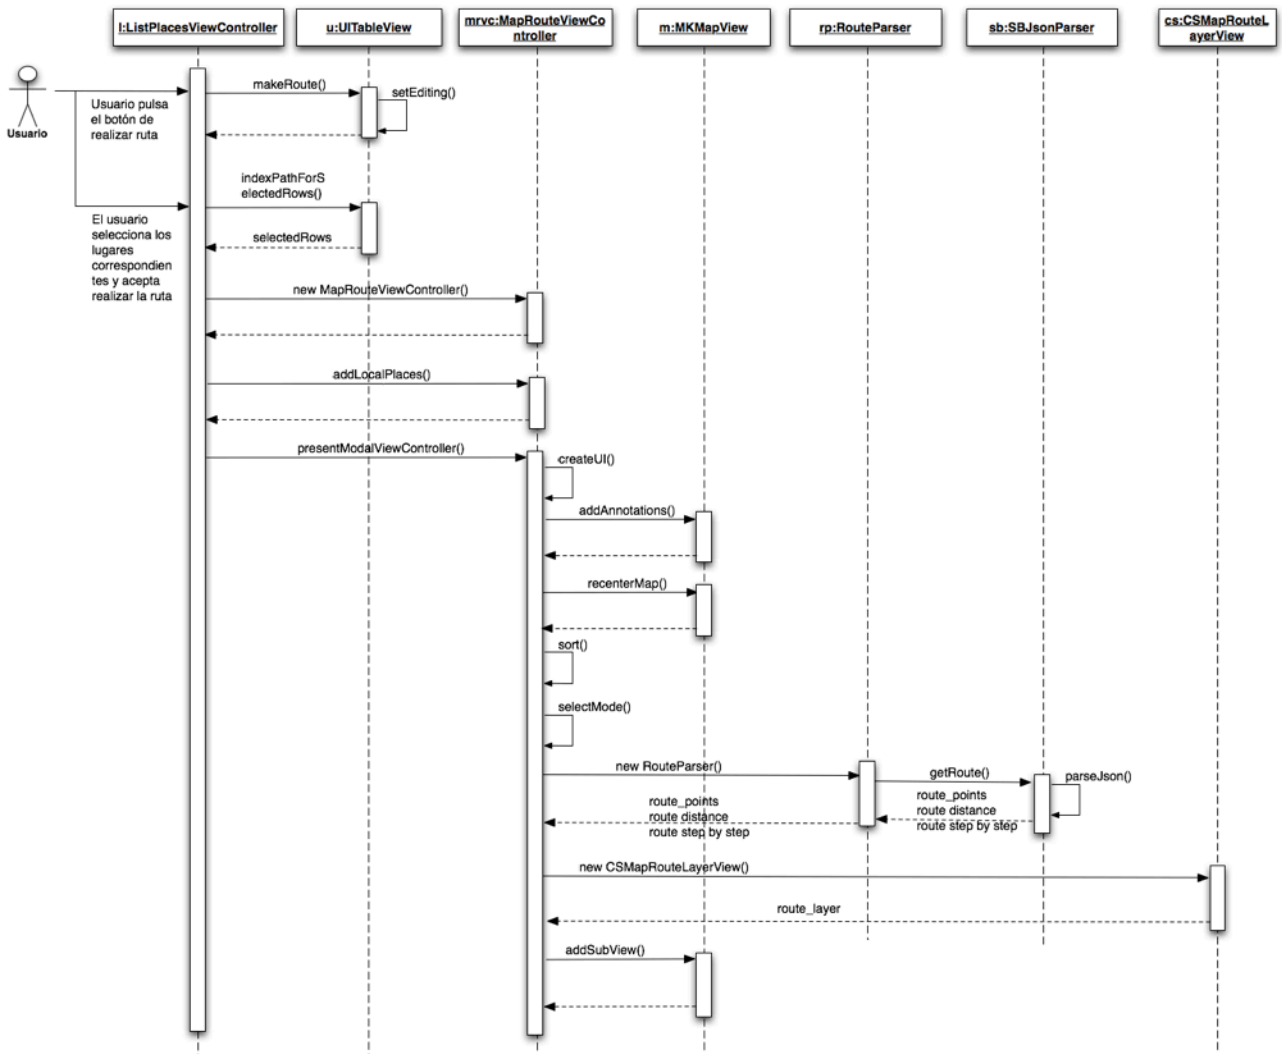 l:ListPlacesViewController
u:UITableView
mrvc:MapRouteViewCo
ntroller
m:MKMapView
rp:RouteParser
sb:SBJsonParser
cs:CSMapRouteL
ayerView
Usuario
Usuario pulsa
el botón de
realizar ruta
makeRoute()
setEditing()
indexPathForS
electedRows()
El usuario
selecciona los
lugares
correspondien
tes y acepta
realizar la ruta
selectedRows
new MapRouteViewController()
addLocalPlaces()
presentModalViewController()
createUI()
addAnnotations()
recenterMap()
sort()
selectMode()
new RouteParser()
getRoute()
parseJson()
route_points
route distance
route step by step
route_points
route distance
route step by step
new CSMapRouteLayerView()
route_layer
addSubView()